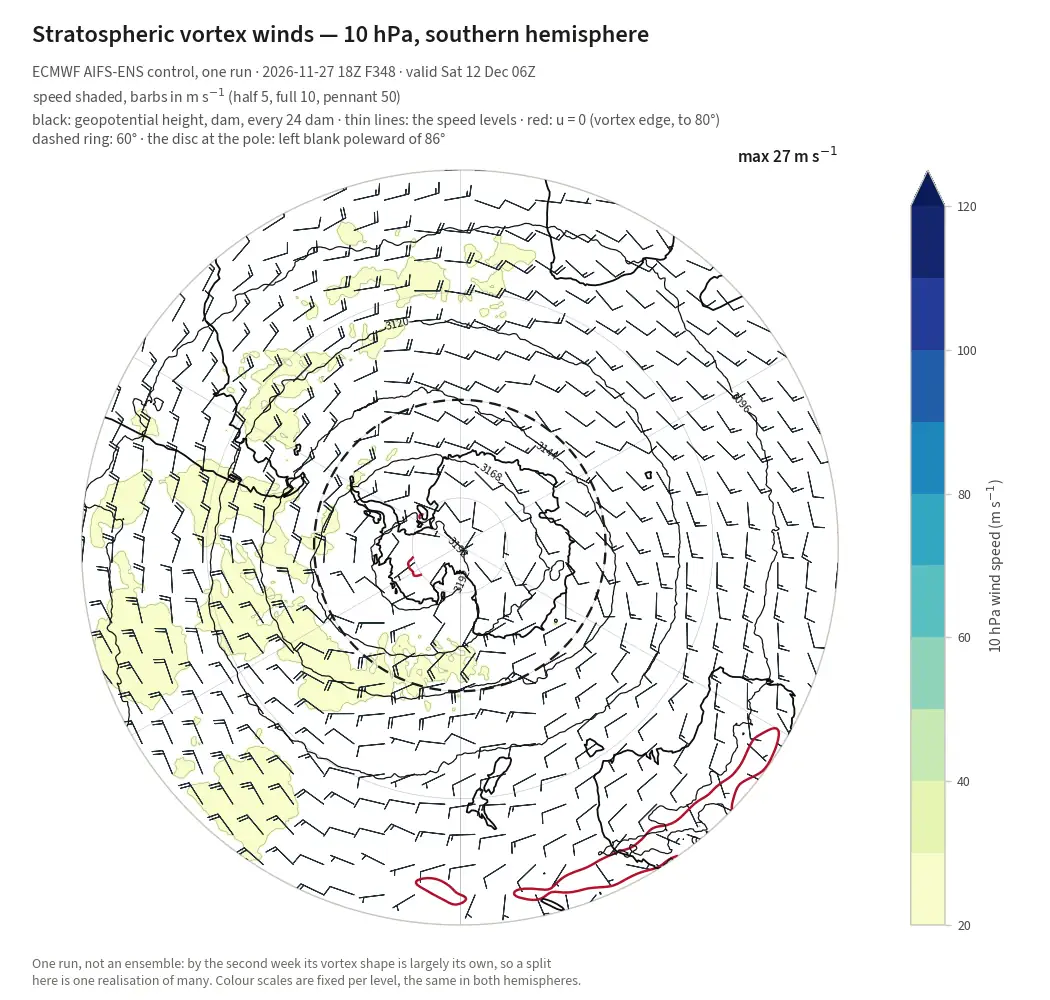 Stratospheric vortex winds — 10 hPa, southern hemisphere
ECMWF AIFS-ENS control, one run · 2026-11-27 18Z F348 · valid Sat 12 Dec 06Z
speed shaded, barbs in m s⁻¹ (half 5, full 10, pennant 50)
black: geopotential height, dam, every 24 dam · thin lines: the speed levels · red: u = 0 (vortex edge, to 80°)
dashed ring: 60° · the disc at the pole: left blank poleward of 86°
max 27 m s⁻¹
120
100
80
60
40
20
10 hPa wind speed (m s⁻¹)
3120
3096
3144
3168
One run, not an ensemble: by the second week its vortex shape is largely its own, so a split
here is one realisation of many. Colour scales are fixed per level, the same in both hemispheres.